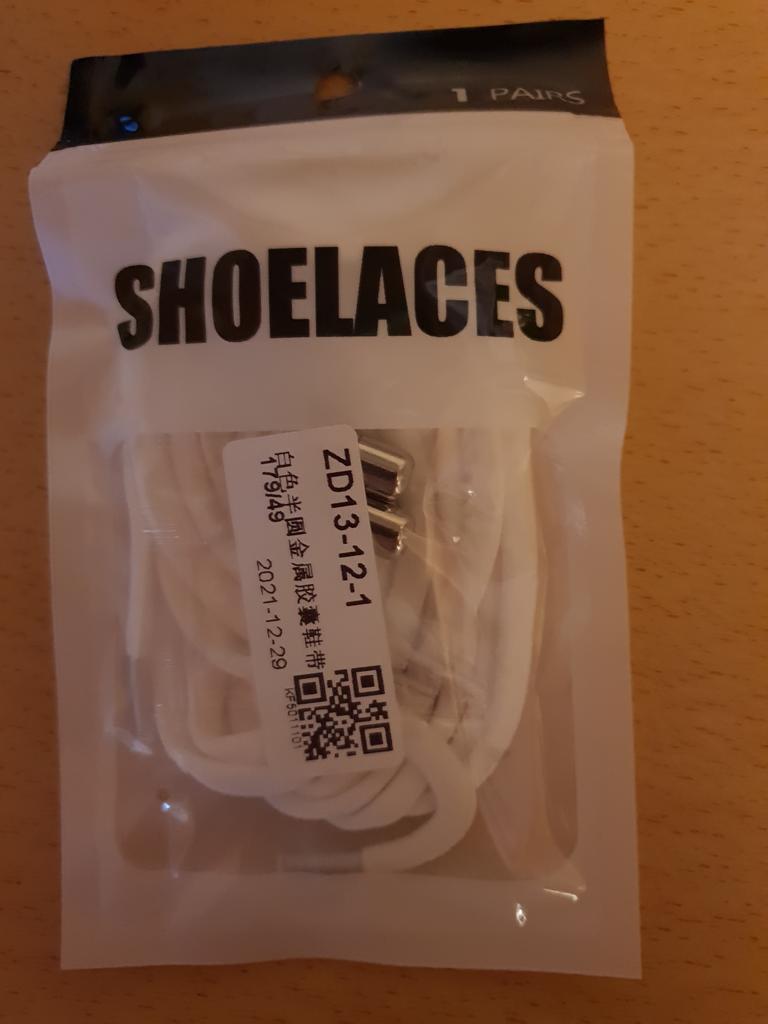 1 PAIRS
SHOELACES
ZD13-12-1
白色半圆金属胶囊鞋带
179/49
2021-12-29
KF5011101